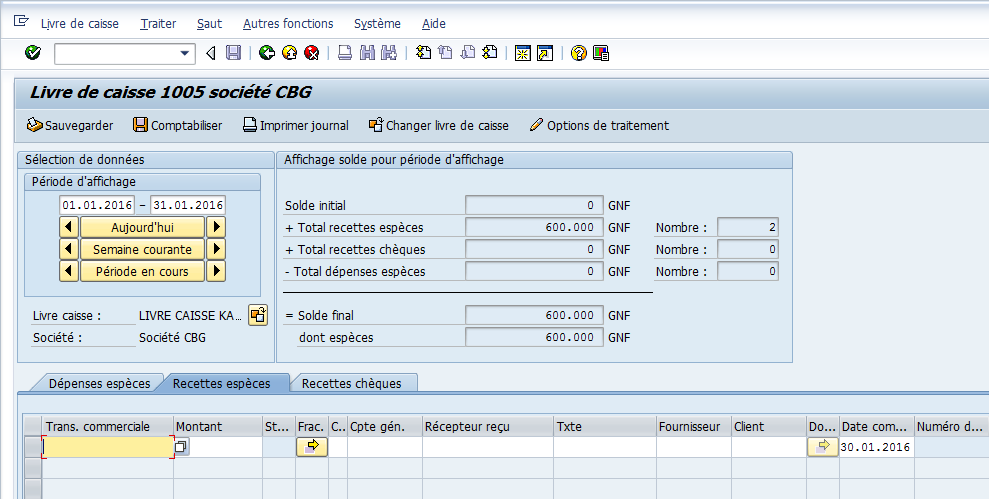 Livre de caisse Traiter Saut Autres fonctions Système Aide
Livre de caisse 1005 société CBG
Sauvegarder Comptabiliser Imprimer journal Changer livre de caisse Options de traitement
Sélection de données
Période d'affichage
01.01.2016 - 31.01.2016
Aujourd'hui
Semaine courante
Période en cours
Livre caisse : LIVRE CAISSE KA...
Société : Société CBG
Affichage solde pour période d'affichage
Solde initial 0 GNF
+ Total recettes espèces 600.000 GNF Nombre : 2
+ Total recettes chèques 0 GNF Nombre : 0
- Total dépenses espèces 0 GNF Nombre : 0
= Solde final 600.000 GNF
dont espèces 600.000 GNF
Dépenses espèces Recettes espèces Recettes chèques
Trans. commerciale Montant St... Frac. C.. Cpte gén. Récepteur reçu Txte Fournisseur Client Do... Date com... Numéro d...
30.01.2016